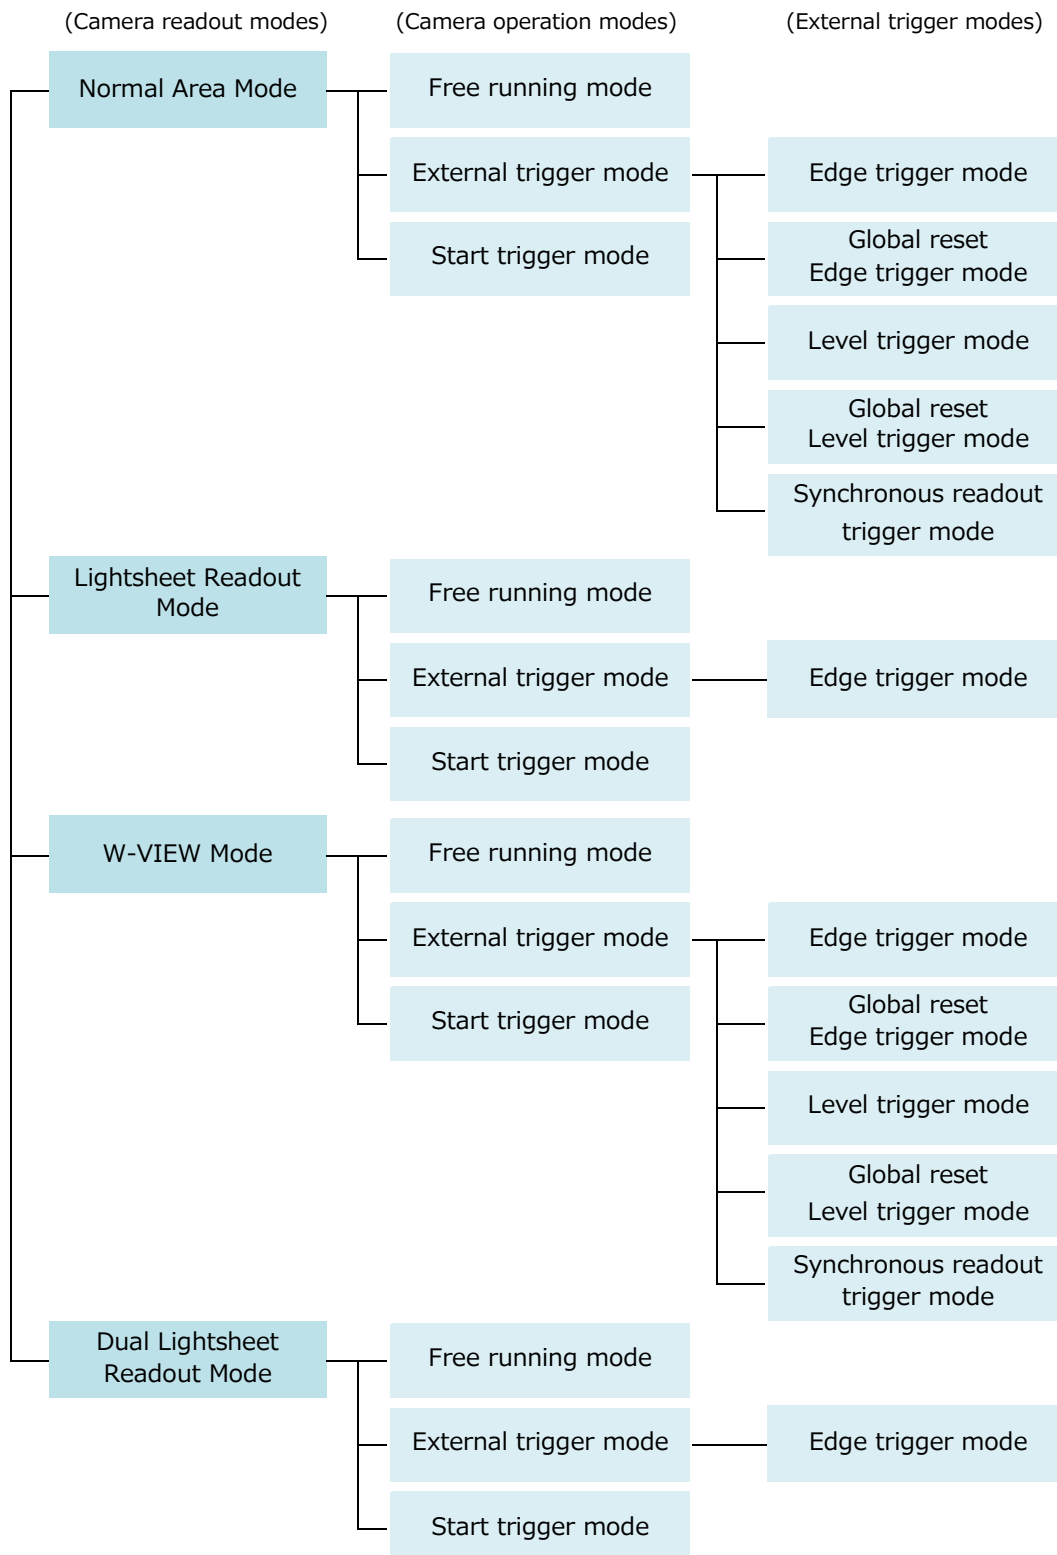 (Camera readout modes)
(Camera operation modes)
(External trigger modes)
Normal Area Mode
Free running mode
External trigger mode
Edge trigger mode
Start trigger mode
Global reset
Edge trigger mode
Level trigger mode
Global reset
Level trigger mode
Synchronous readout
trigger mode
Lightsheet Readout
Mode
Free running mode
External trigger mode
Edge trigger mode
Start trigger mode
W-VIEW Mode
Free running mode
External trigger mode
Edge trigger mode
Start trigger mode
Global reset
Edge trigger mode
Level trigger mode
Global reset
Level trigger mode
Synchronous readout
trigger mode
Dual Lightsheet
Readout Mode
Free running mode
External trigger mode
Edge trigger mode
Start trigger mode